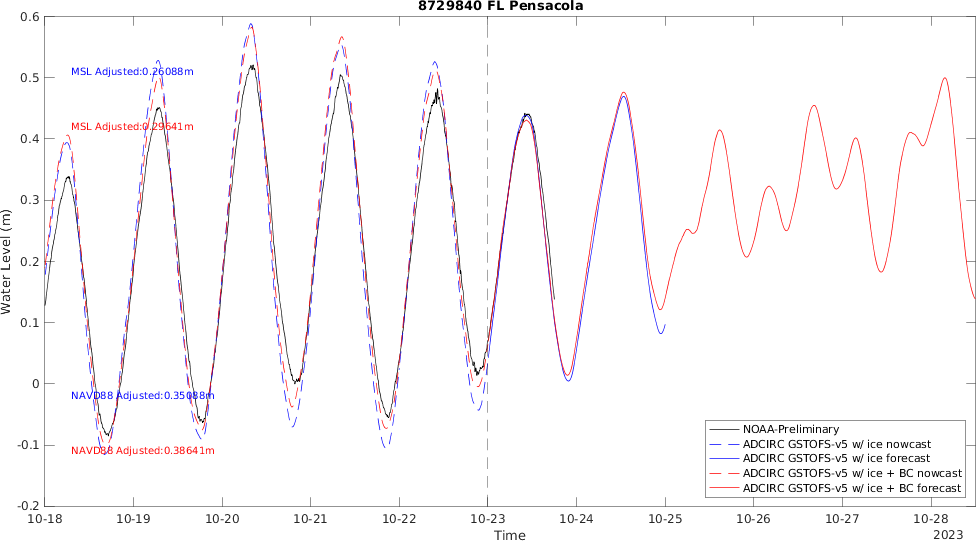 8729840 FL Pensacola
0.6
0.5
0.4
0.3
0.2
0.1
0
-0.1
-0.2
Water Level (m)
MSL Adjusted:0.26088m
MSL Adjusted:0.29641m
NAVD88 Adjusted:0.35088m
NAVD88 Adjusted:0.38641m
NOAA-Preliminary
ADCIRC GSTOFS-v5 w/ ice nowcast
ADCIRC GSTOFS-v5 w/ ice forecast
ADCIRC GSTOFS-v5 w/ ice + BC nowcast
ADCIRC GSTOFS-v5 w/ ice + BC forecast
10-18 10-19 10-20 10-21 10-22 10-23 10-24 10-25 10-26 10-27 10-28
Time
2023